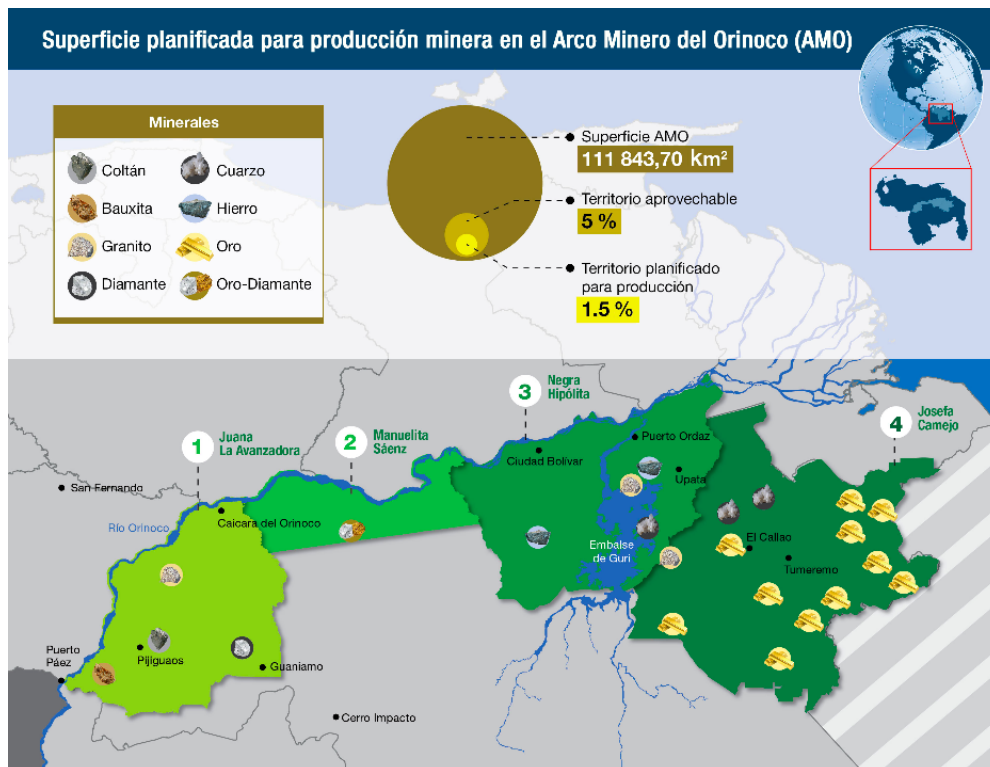 Superficie planificada para producción minera en el Arco Minero del Orinoco (AMO)
Minerales
Coltán
Cuarzo
Bauxita
Hierro
Granito
Oro
Diamante
Oro-Diamante
Superficie AMO
111 843,70 km²
Territorio aprovechable
5 %
Territorio planificado
para producción
1.5 %
1
Juana
La Avanzadora
2
Manuelita
Sáenz
3
Negra
Hipólita
4
Josefa
Camejo
San Fernando
Río Orinoco
Caicara del Orinoco
Ciudad Bolívar
Puerto Ordaz
Upata
Embalse
de Guri
El Callao
Tumeremo
Puerto
Páez
Pijiguaos
Guaniamo
Cerro Impacto